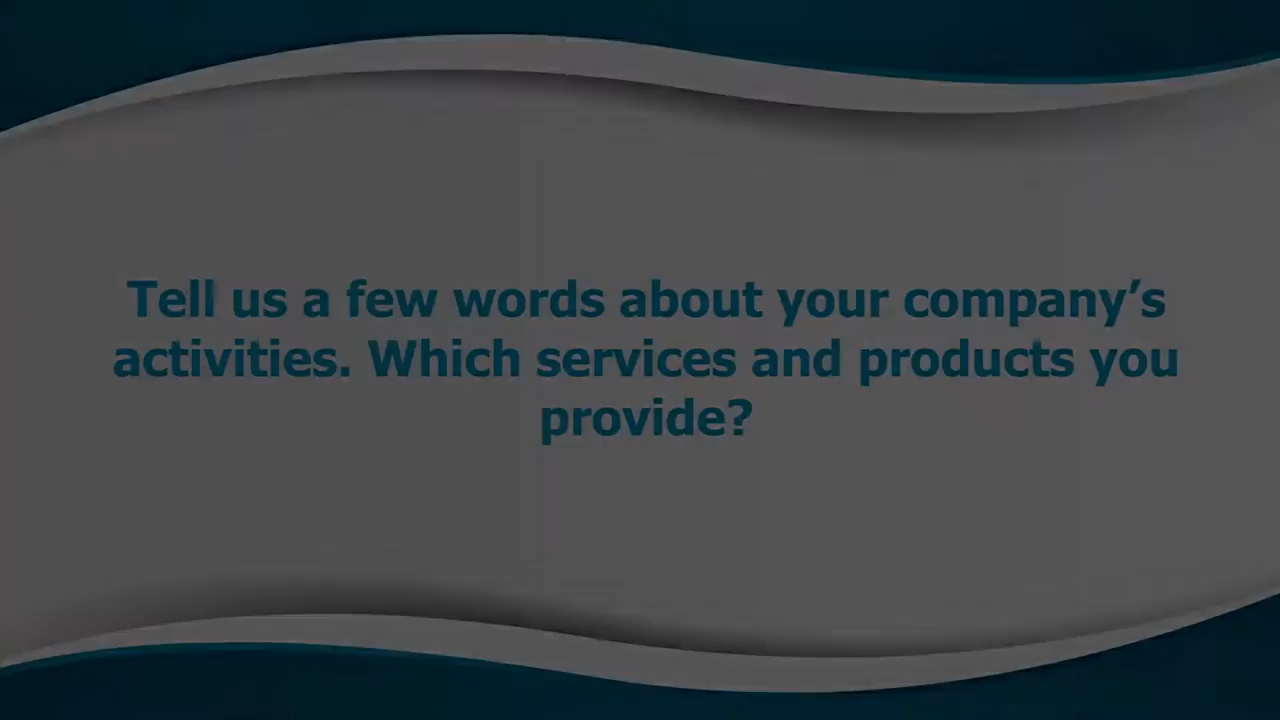 Tell us a few words about your company’s
activities. Which services and products you
provide?